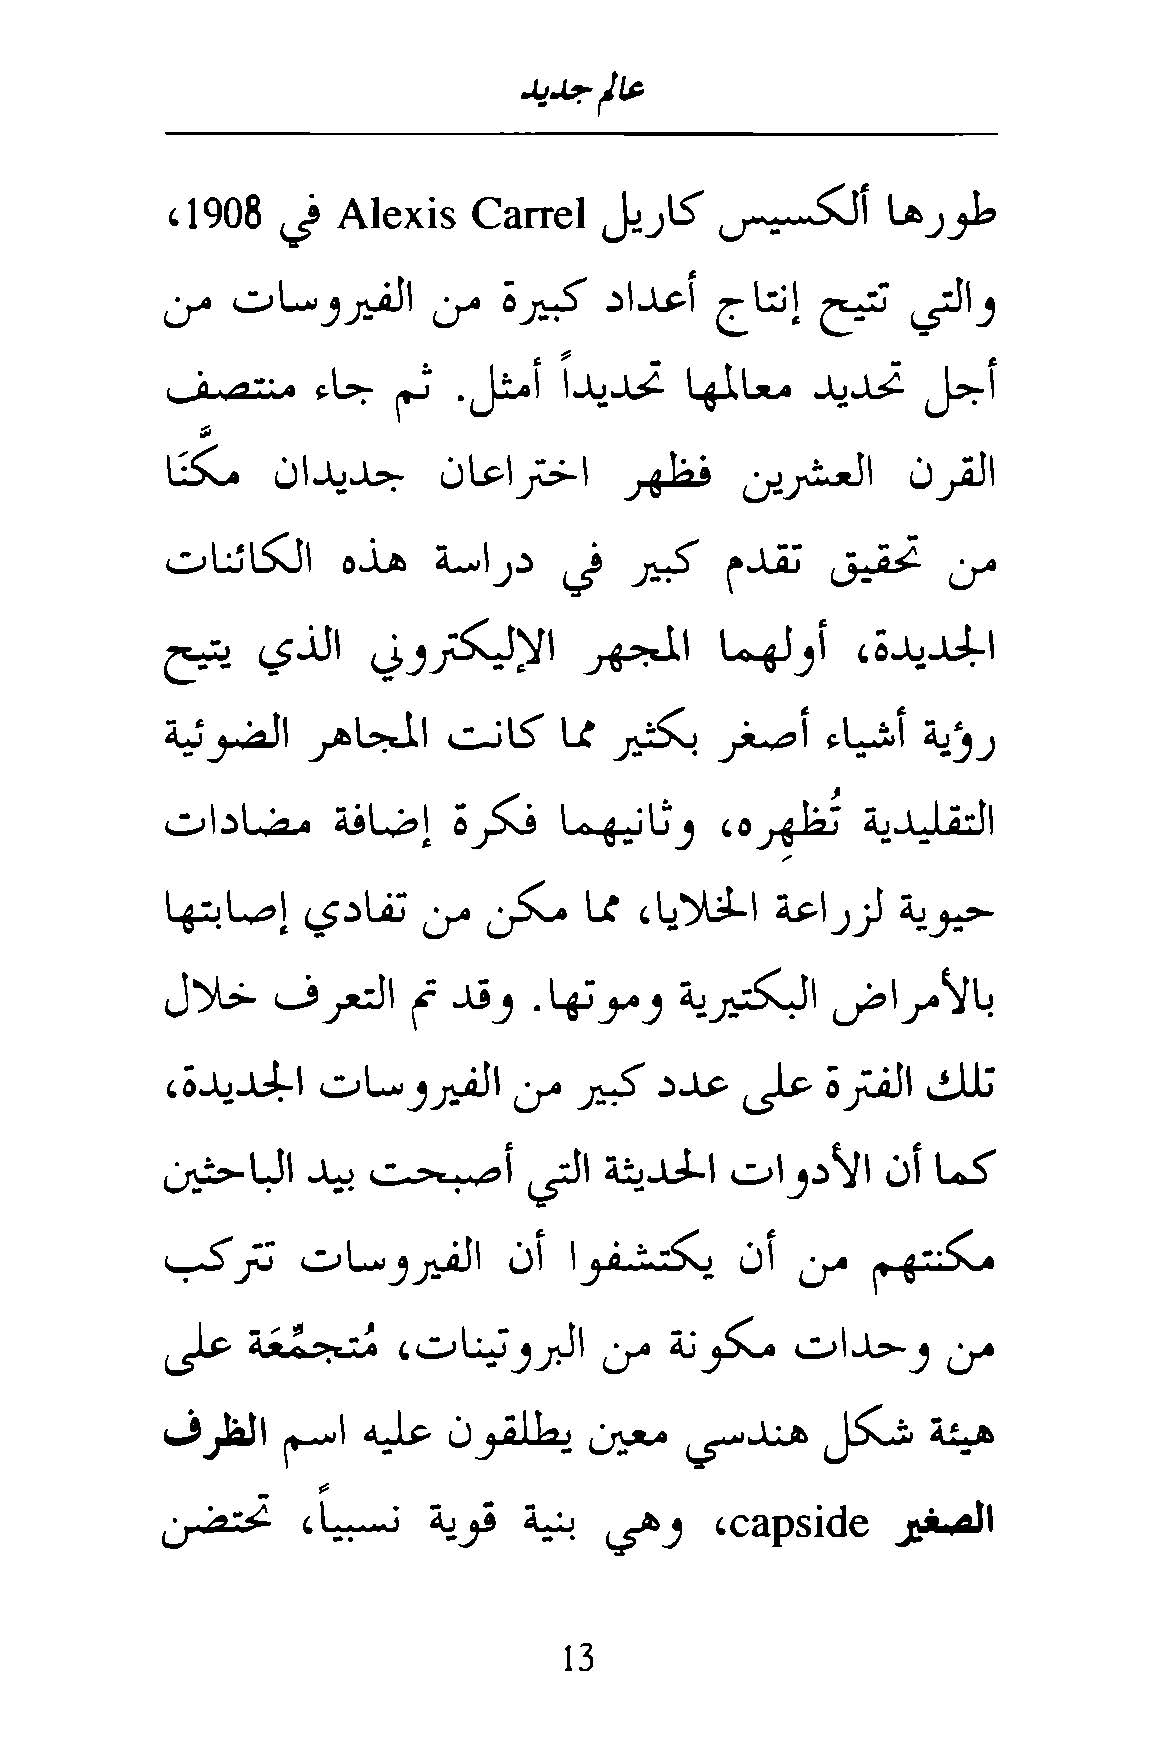 عالم جديد
طورها ألكسيس كاريل Alexis Carrel في 1908،
والتي تتيح إنتاج أعداد كبيرة من الفيروسات من
أجل تحديد معالمها تحديداً أمثل. ثم جاء منتصف
القرن العشرين فظهر اختراعان جديدان مكَّنَا
من تحقيق تقدم كبير في دراسة هذه الكائنات
الجديدة، أولهما المجهر الإليكتروني الذي يتيح
رؤية أشياء أصغر بكثير مما كانت المجاهر الضوئية
التقليدية تُظهِره، وثانيهما فكرة إضافة مضادات
حيوية لزراعة الخلايا، مما مكن من تفادي إصابتها
بالأمراض البكتيرية وموتها. وقد تم التعرف خلال
تلك الفترة على عدد كبير من الفيروسات الجديدة،
كما أن الأدوات الحديثة التي أصبحت بيد الباحثين
مكنتهم من أن يكتشفوا أن الفيروسات تتركب
من وحدات مكونة من البروتينات، مُتجمِّعَة على
هيئة شكل هندسي معين يطلقون عليه اسم الظرف
الصغير capside، وهي بنية قوية نسبياً، تحتضن
13